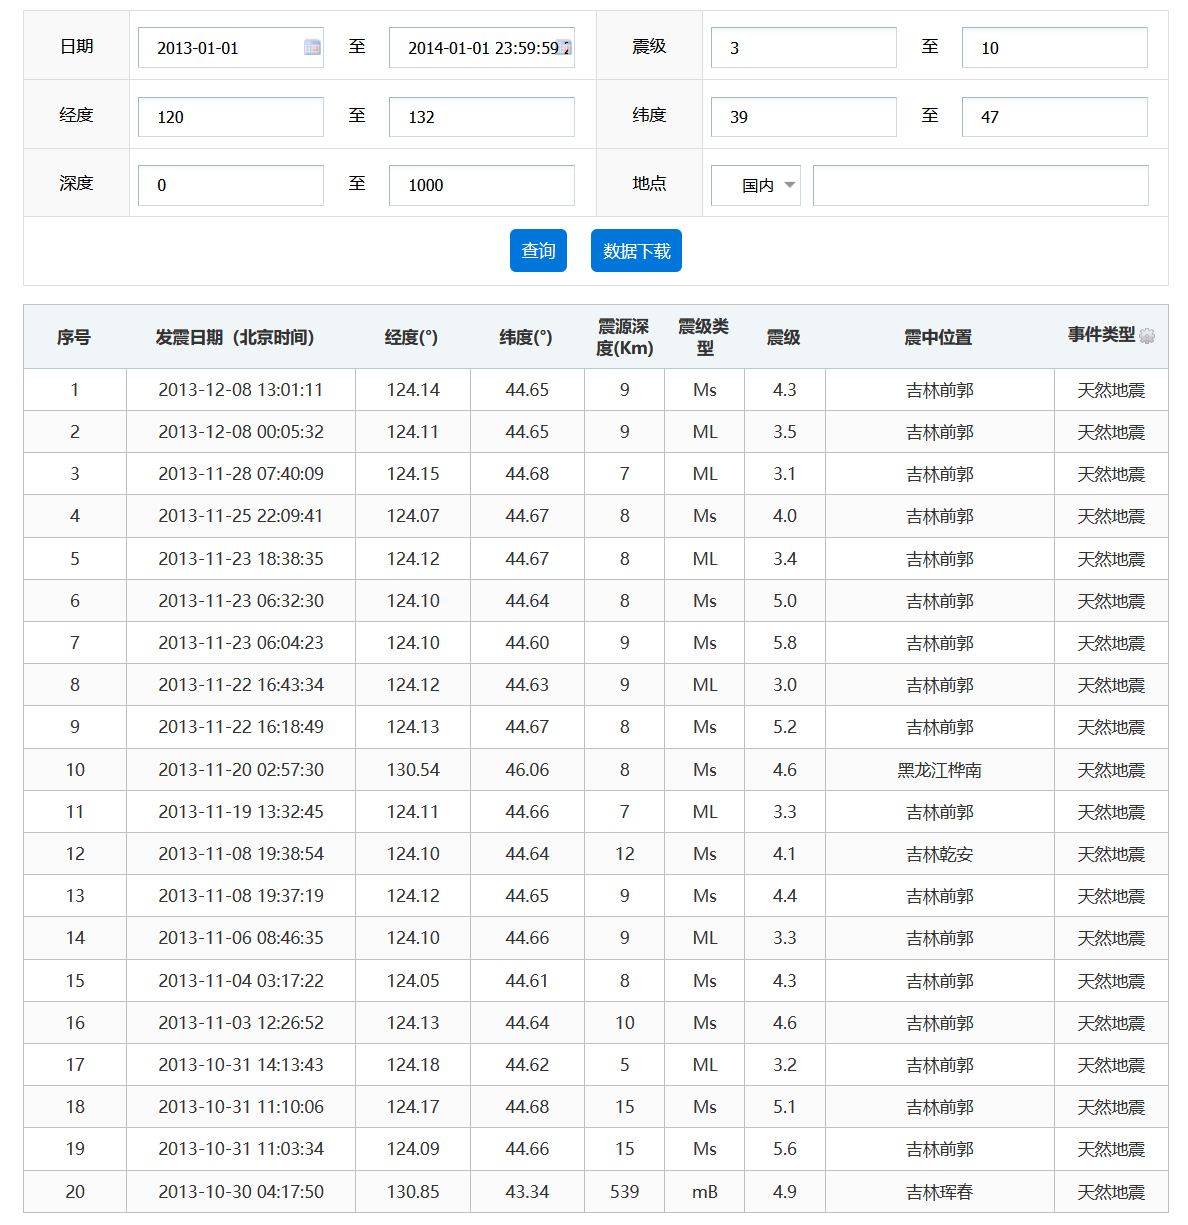 日期 2013-01-01 至 2014-01-01 23:59:59 震级 3 至 10
经度 120 至 132 纬度 39 至 47
深度 0 至 1000 地点 国内
查询 数据下载
序号 发震日期（北京时间） 经度(°) 纬度(°) 震源深度(Km) 震级类型 震级 震中位置 事件类型
1 2013-12-08 13:01:11 124.14 44.65 9 Ms 4.3 吉林前郭 天然地震
2 2013-12-08 00:05:32 124.11 44.65 9 ML 3.5 吉林前郭 天然地震
3 2013-11-28 07:40:09 124.15 44.68 7 ML 3.1 吉林前郭 天然地震
4 2013-11-25 22:09:41 124.07 44.67 8 Ms 4.0 吉林前郭 天然地震
5 2013-11-23 18:38:35 124.12 44.67 8 ML 3.4 吉林前郭 天然地震
6 2013-11-23 06:32:30 124.10 44.64 8 Ms 5.0 吉林前郭 天然地震
7 2013-11-23 06:04:23 124.10 44.60 9 Ms 5.8 吉林前郭 天然地震
8 2013-11-22 16:43:34 124.12 44.63 9 ML 3.0 吉林前郭 天然地震
9 2013-11-22 16:18:49 124.13 44.67 8 Ms 5.2 吉林前郭 天然地震
10 2013-11-20 02:57:30 130.54 46.06 8 Ms 4.6 黑龙江桦南 天然地震
11 2013-11-19 13:32:45 124.11 44.66 7 ML 3.3 吉林前郭 天然地震
12 2013-11-08 19:38:54 124.10 44.64 12 Ms 4.1 吉林乾安 天然地震
13 2013-11-08 19:37:19 124.12 44.65 9 Ms 4.4 吉林前郭 天然地震
14 2013-11-06 08:46:35 124.10 44.66 9 ML 3.3 吉林前郭 天然地震
15 2013-11-04 03:17:22 124.05 44.61 8 Ms 4.3 吉林前郭 天然地震
16 2013-11-03 12:26:52 124.13 44.64 10 Ms 4.6 吉林前郭 天然地震
17 2013-10-31 14:13:43 124.18 44.62 5 ML 3.2 吉林前郭 天然地震
18 2013-10-31 11:10:06 124.17 44.68 15 Ms 5.1 吉林前郭 天然地震
19 2013-10-31 11:03:34 124.09 44.66 15 Ms 5.6 吉林前郭 天然地震
20 2013-10-30 04:17:50 130.85 43.34 539 mB 4.9 吉林珲春 天然地震